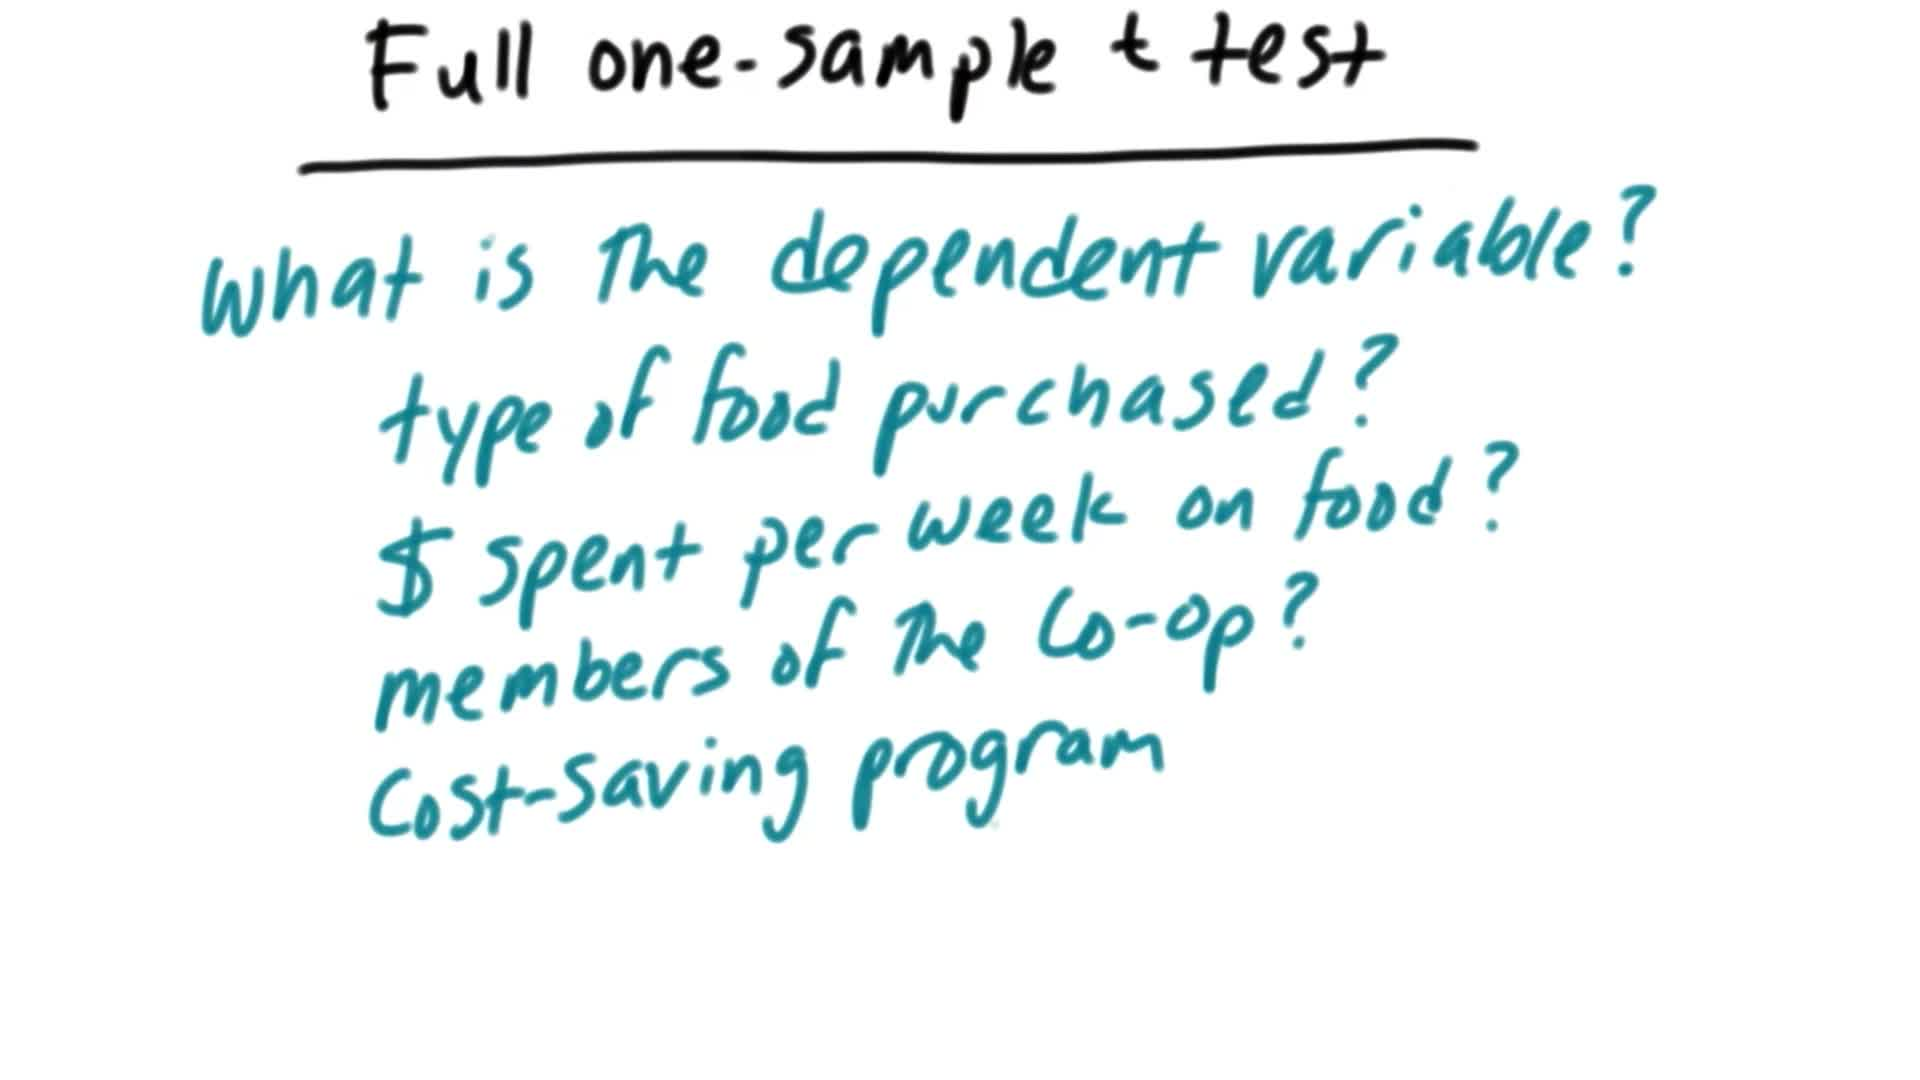 Full one-sample t test
What is the dependent variable?
type of food purchased?
$ spent per week on food?
members of the Co-op?
Cost-saving program